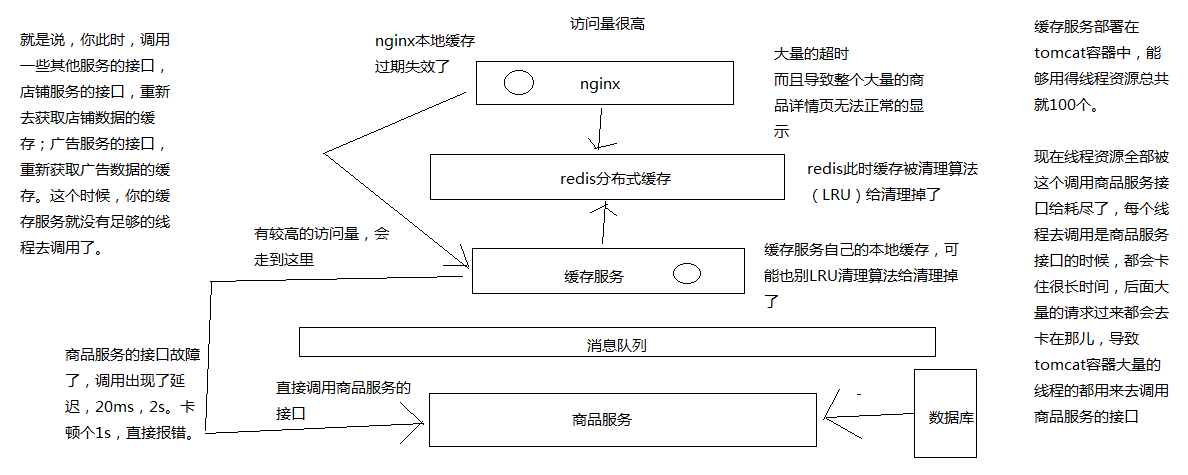 访问量很高
就是说，你此时，调用
一些其他服务的接口，
店铺服务的接口，重新
去获取店铺数据的缓
存；广告服务的接口，
重新获取广告数据的缓
存。这个时候，你的缓
存服务就没有足够的线
程去调用了。
nginx本地缓存
过期失效了
nginx
大量的超时
而且导致整个大量的商
品详情页无法正常的显
示
缓存服务部署在
tomcat容器中，能
够用得线程资源总共
就100个。
现在线程资源全部被
这个调用商品服务接
口给耗尽了，每个线
程去调用是商品服务
接口的时候，都会卡
住很长时间，后面大
量的请求过来都会去
卡在那儿，导致
tomcat容器大量的
线程的都用来去调用
商品服务的接口
redis分布式缓存
redis此时缓存被清理算法
（LRU）给清理掉了
有较高的访问量，会
走到这里
缓存服务
缓存服务自己的本地缓存，可
能也别LRU清理算法给清理掉
了
消息队列
商品服务的接口故障
了，调用出现了延
迟，20ms，2s。卡
顿个1s，直接报错。
直接调用商品服务的
接口
商品服务
数据库